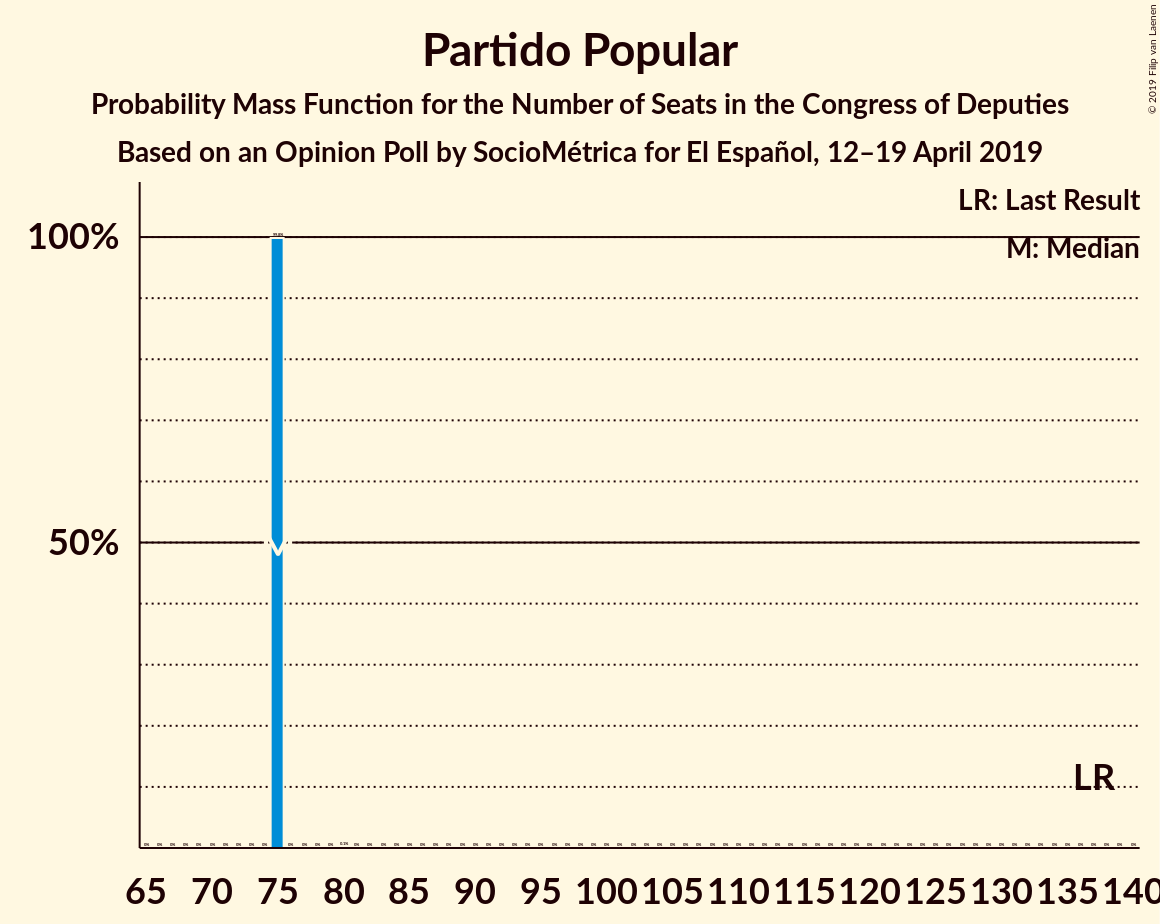 Partido Popular
Probability Mass Function for the Number of Seats in the Congress of Deputies
Based on an Opinion Poll by SocioMétrica for El Español, 12–19 April 2019
© 2019 Filip van Laenen
LR: Last Result
M: Median
100%
50%
LR
65 70 75 80 85 90 95 100 105 110 115 120 125 130 135 140